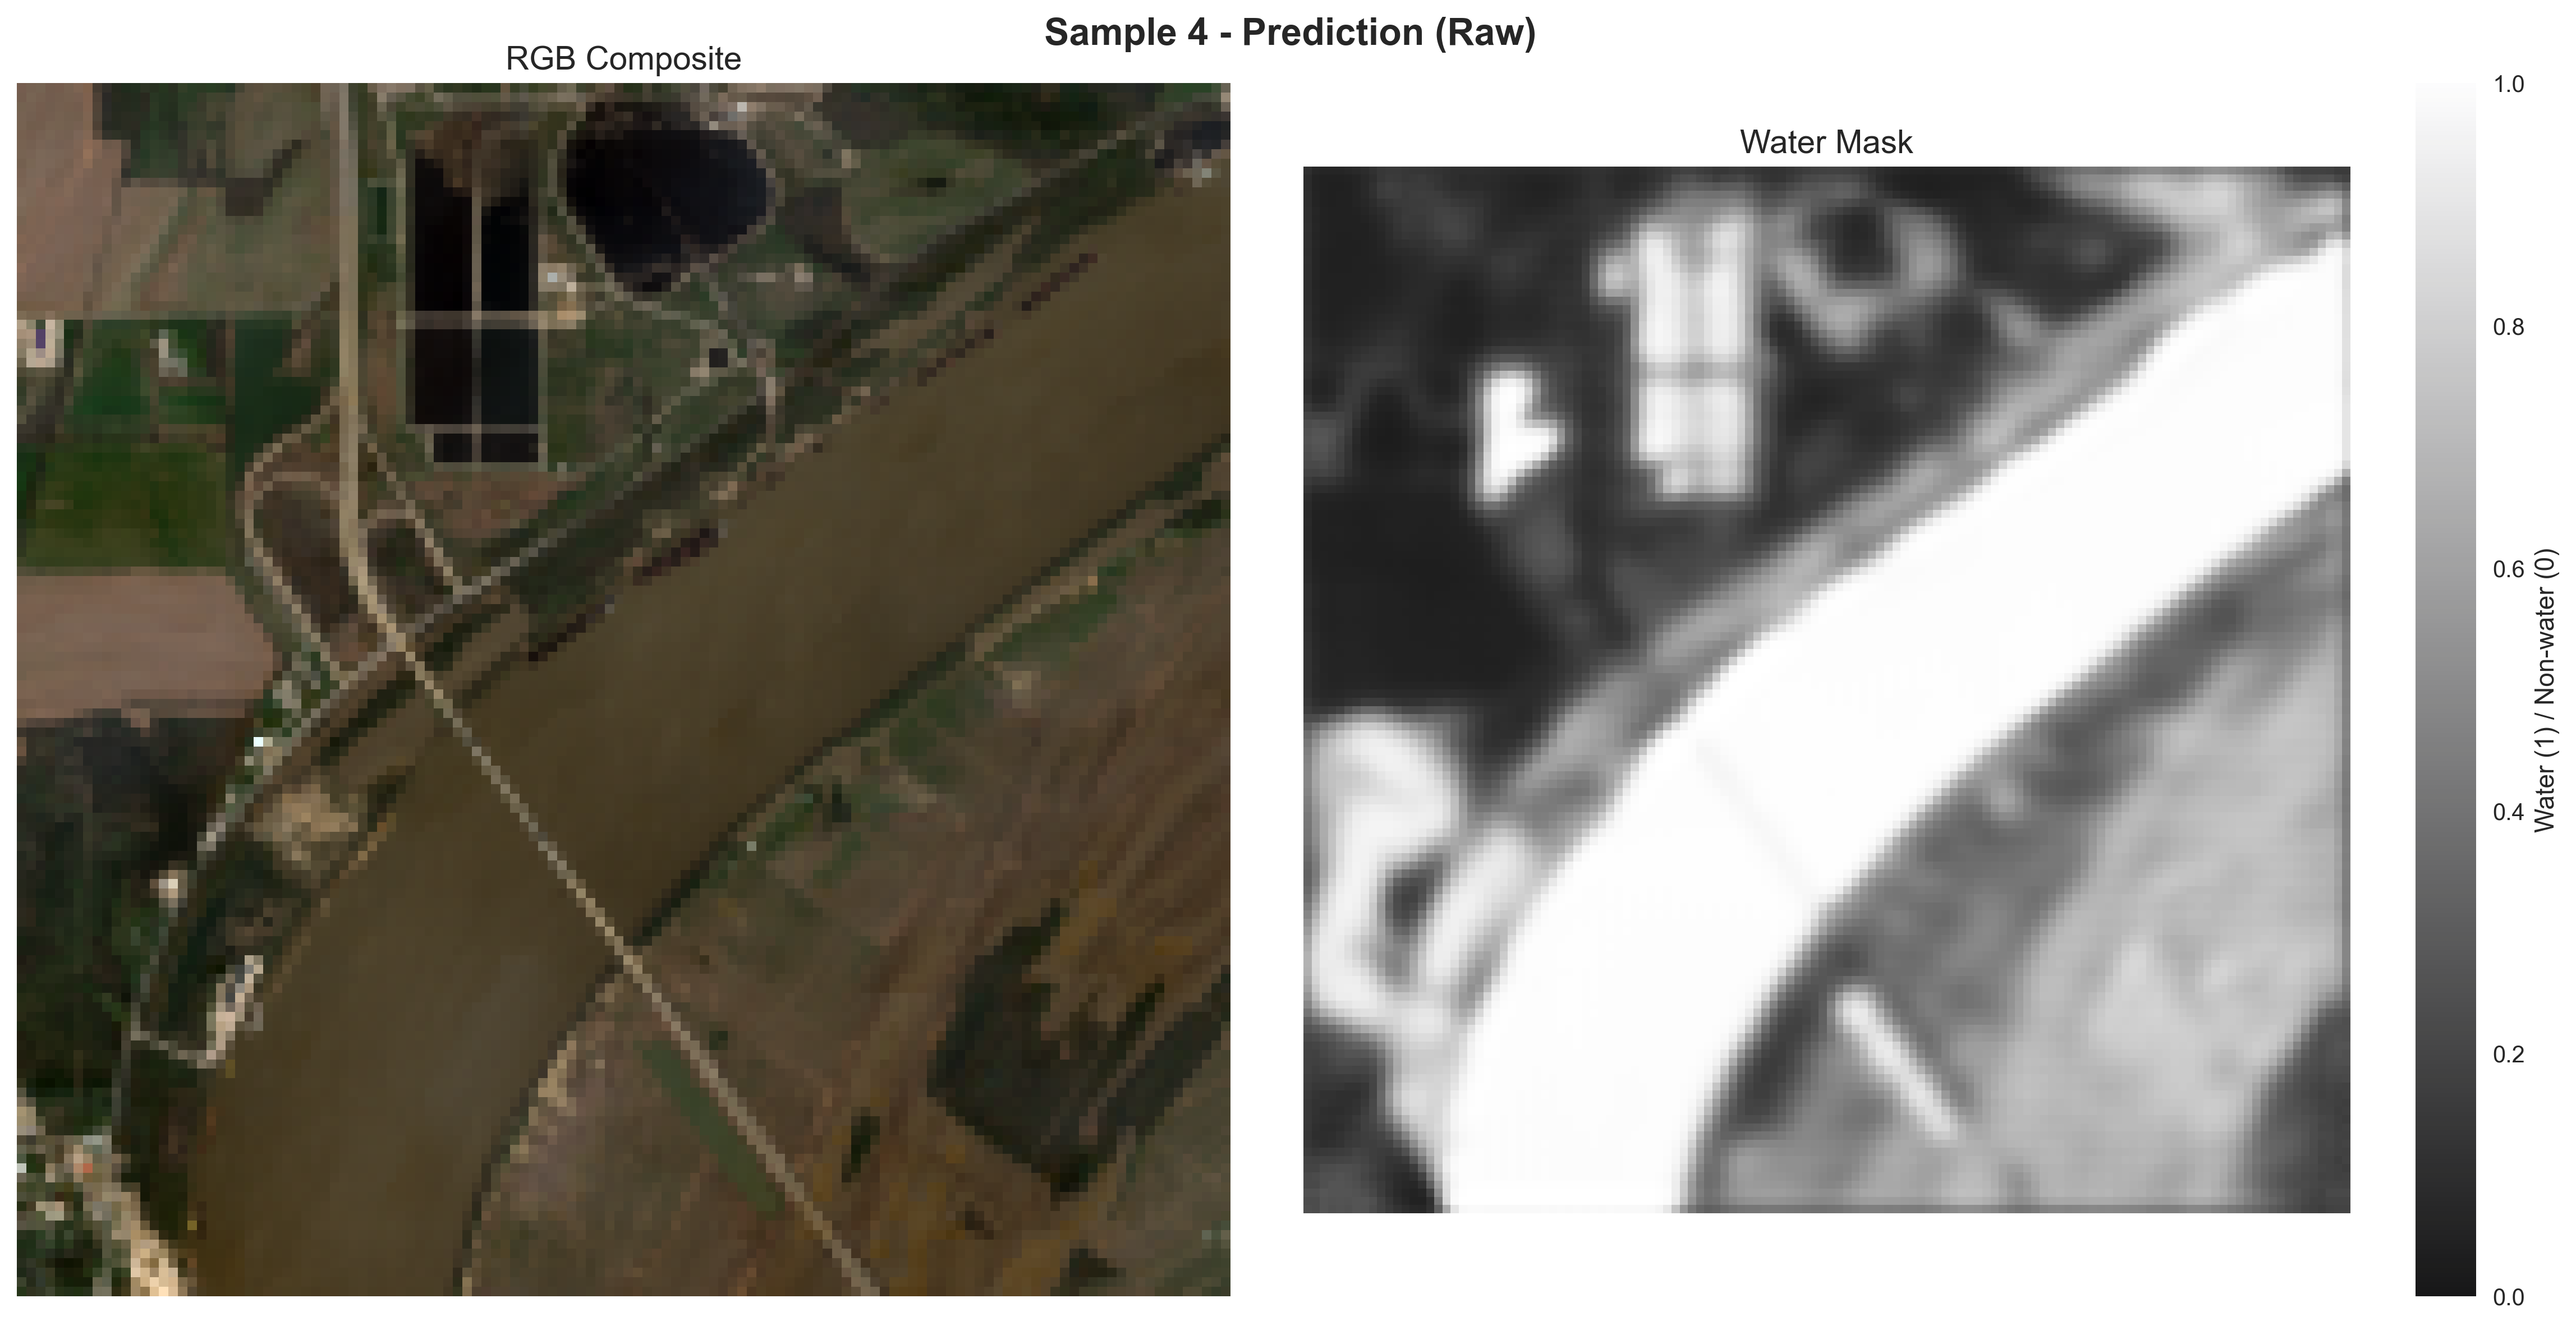 Sample 4 - Prediction (Raw)
RGB Composite
Water Mask
1.0
0.8
0.6
0.4
0.2
0.0
Water (1) / Non-water (0)